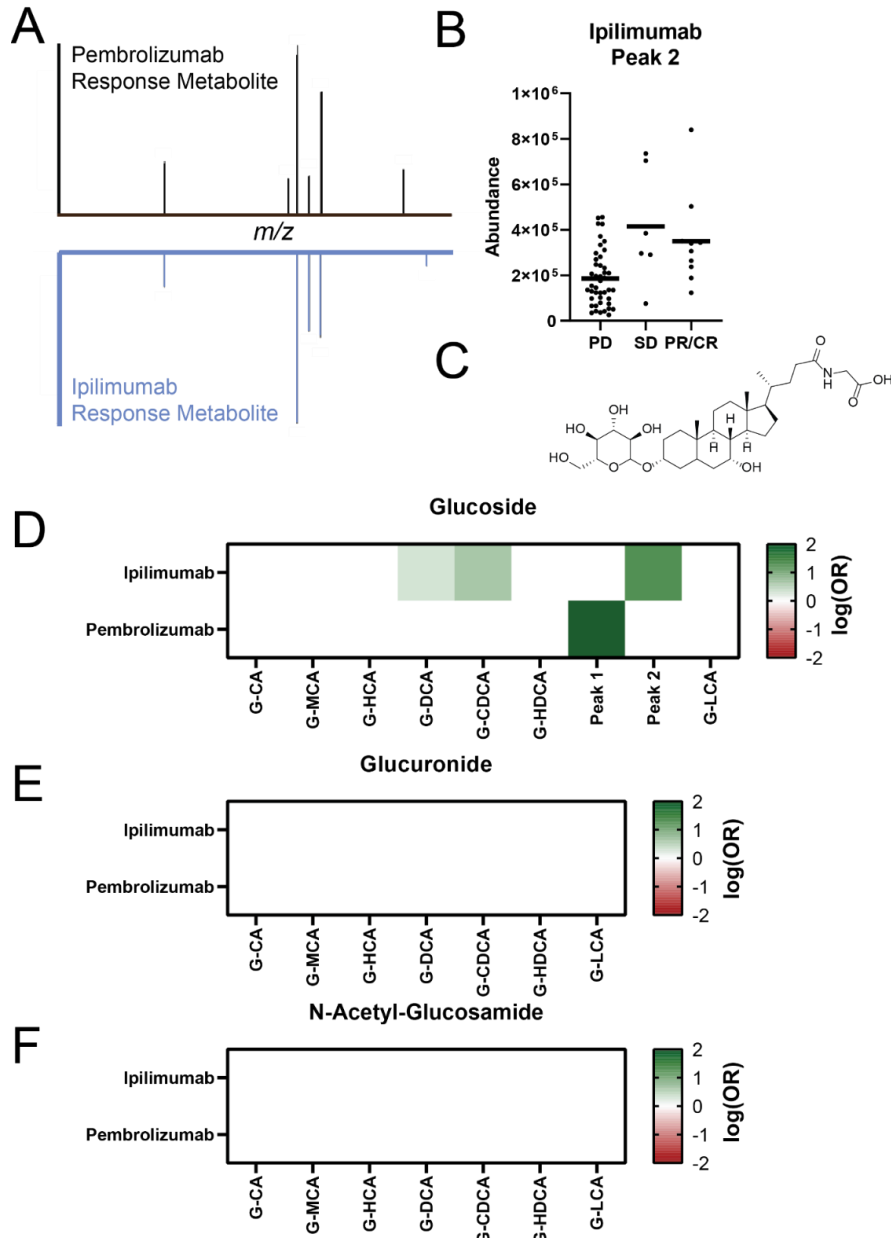 A
Pembrolizumab
Response Metabolite
m/z
Ipilimumab
Response Metabolite
B
Ipilimumab
Peak 2
Abundance
1×10⁶
8×10⁵
6×10⁵
4×10⁵
2×10⁵
0
PD SD PR/CR
C
O
OH
N
H
O
OH
HO
OH
HO
O
O
H
H
H
OH
D
Glucoside
Ipilimumab
Pembrolizumab
G-CA
G-MCA
G-HCA
G-DCA
G-CDCA
G-HDCA
Peak 1
Peak 2
G-LCA
2
1
0
-1
-2
log(OR)
E
Glucuronide
Ipilimumab
Pembrolizumab
G-CA
G-MCA
G-HCA
G-DCA
G-CDCA
G-HDCA
G-LCA
2
1
0
-1
-2
log(OR)
F
N-Acetyl-Glucosamide
Ipilimumab
Pembrolizumab
G-CA
G-MCA
G-HCA
G-DCA
G-CDCA
G-HDCA
G-LCA
2
1
0
-1
-2
log(OR)